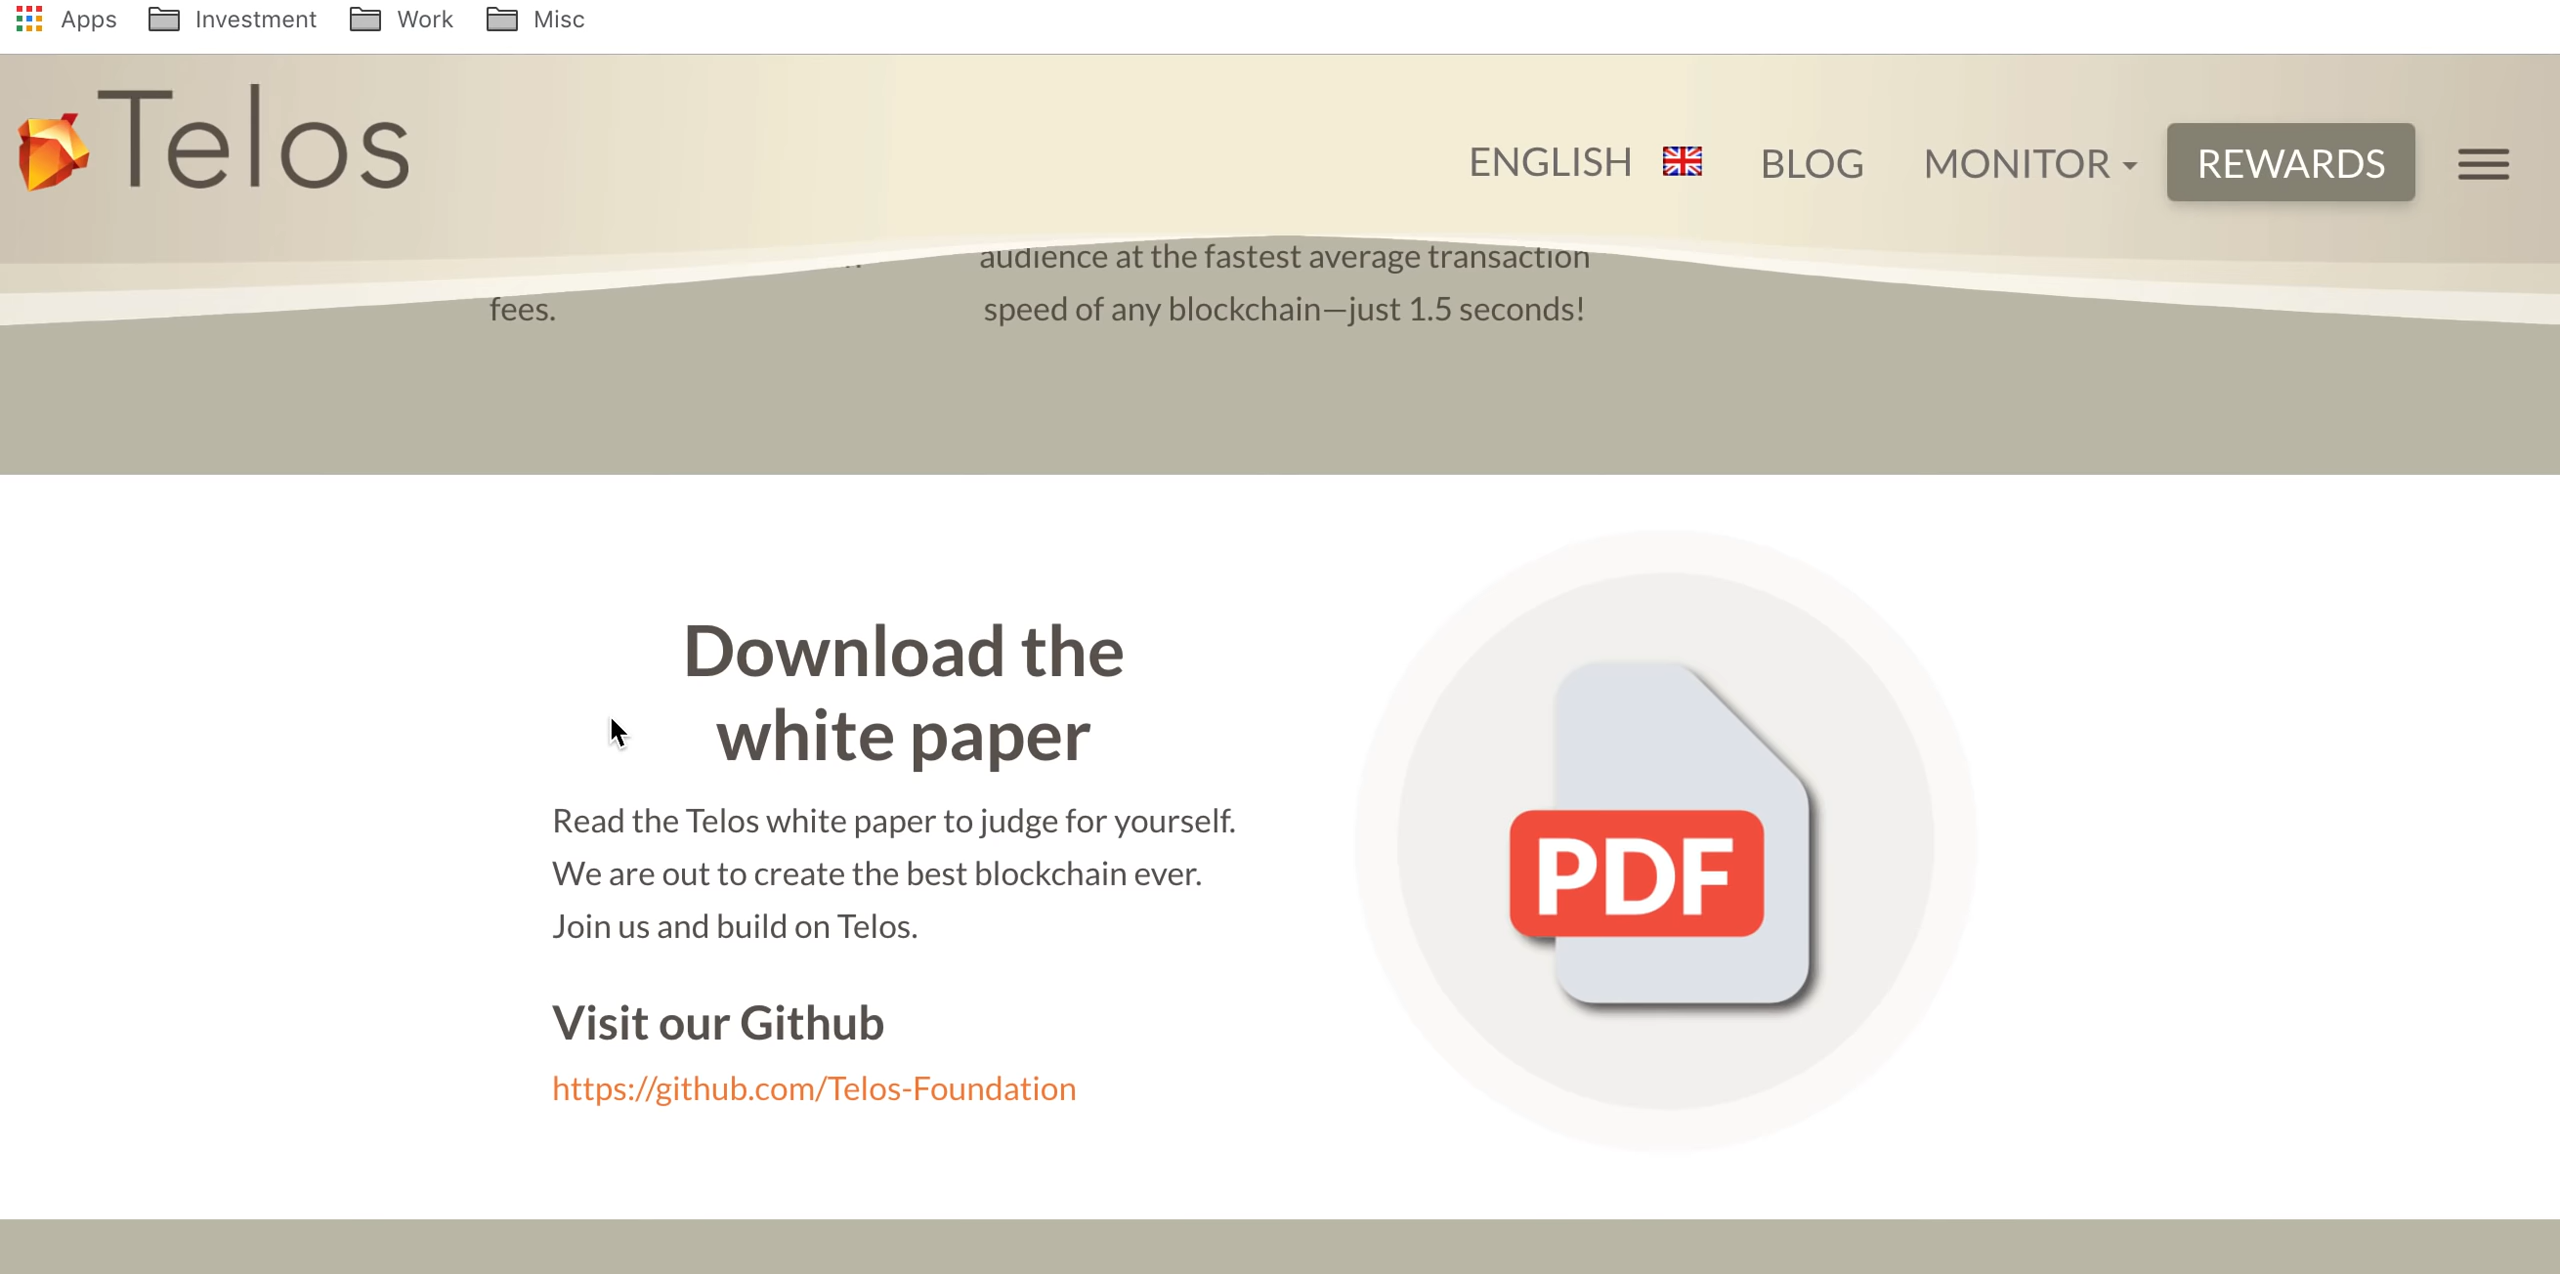 Apps Investment Work Misc
Telos
ENGLISH BLOG MONITOR REWARDS
audience at the fastest average transaction
fees. speed of any blockchain—just 1.5 seconds!
Download the
white paper
Read the Telos white paper to judge for yourself.
We are out to create the best blockchain ever.
Join us and build on Telos.
PDF
Visit our Github
https://github.com/Telos-Foundation